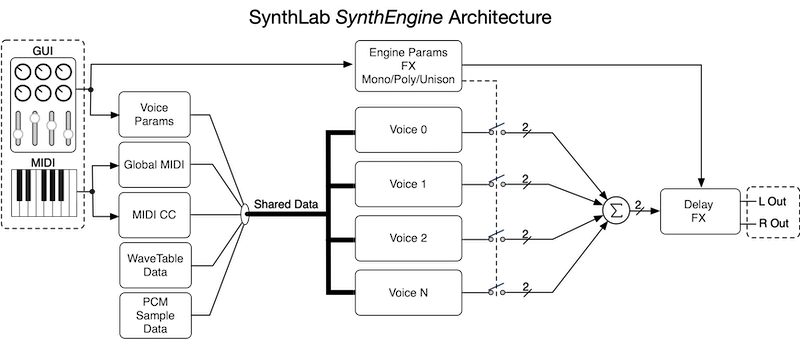 SynthLab SynthEngine Architecture
GUI
MIDI
Voice
Params
Global MIDI
MIDI CC
WaveTable
Data
PCM
Sample
Data
Shared Data
Engine Params
FX
Mono/Poly/Unison
Voice 0
2
Voice 1
2
Voice 2
2
Voice N
2
Σ
2
Delay
FX
L Out
R Out